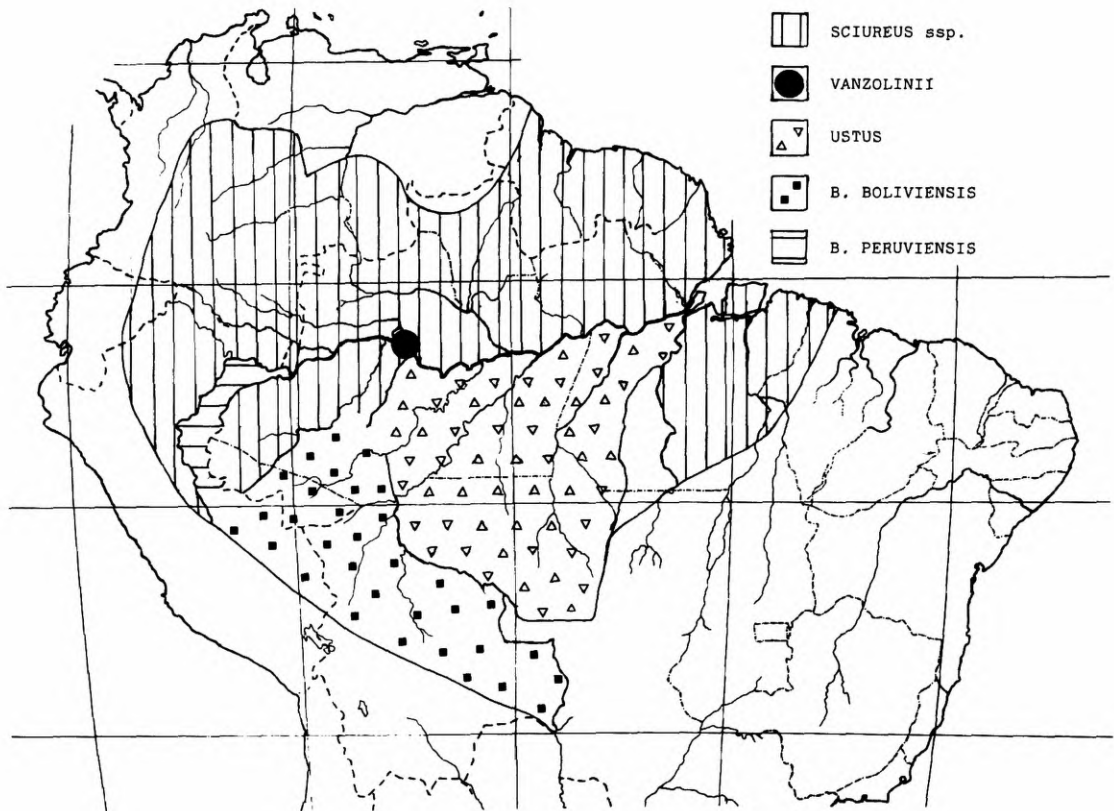 SCIUREUS ssp.
VANZOLINII
USTUS
B. BOLIVIENSIS
B. PERUVIENSIS